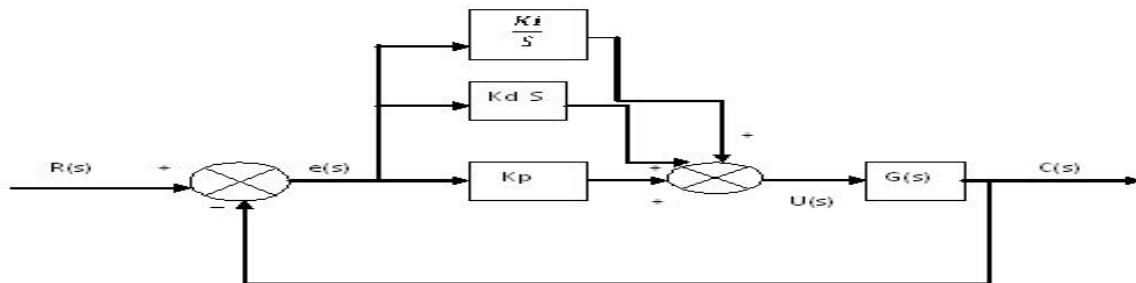 Ki
S
Kd S
+
R(s)
+
e(s)
Kp
+
+
U(s)
G(s)
C(s)
−